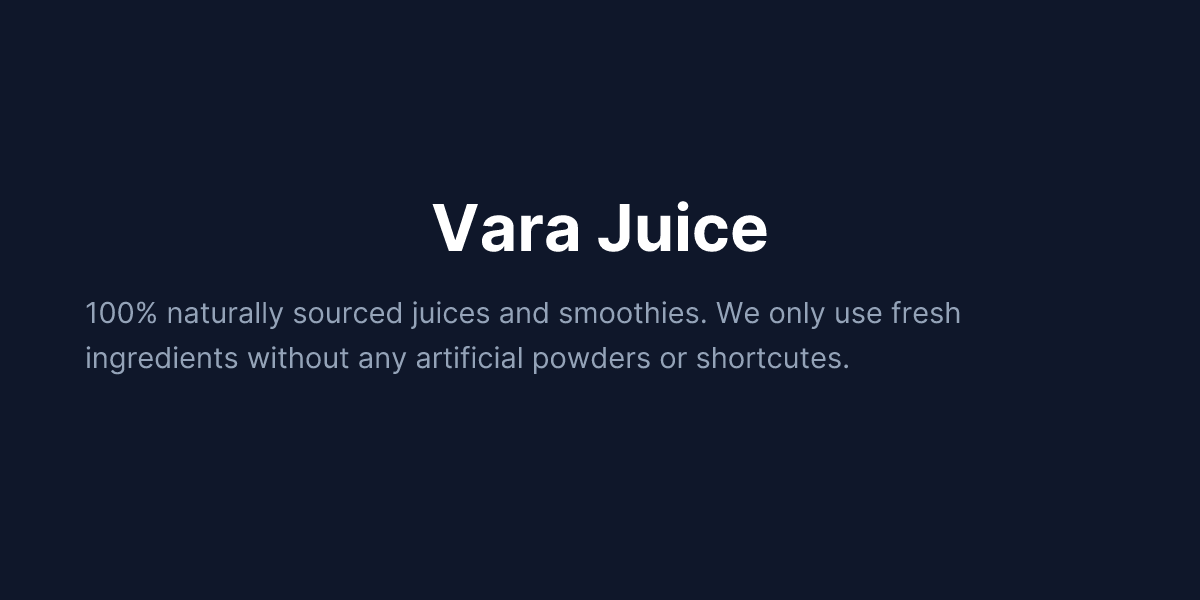 Vara Juice
100% naturally sourced juices and smoothies. We only use fresh
ingredients without any artificial powders or shortcutes.